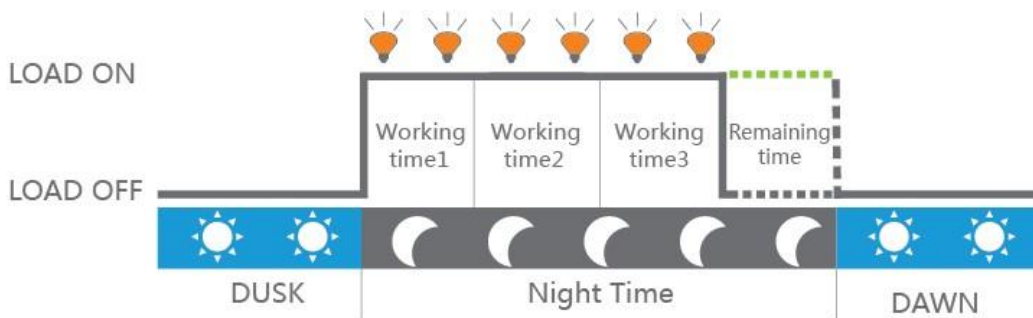 LOAD ON
Working
time1
Working
time2
Working
time3
Remaining
time
LOAD OFF
DUSK
Night Time
DAWN